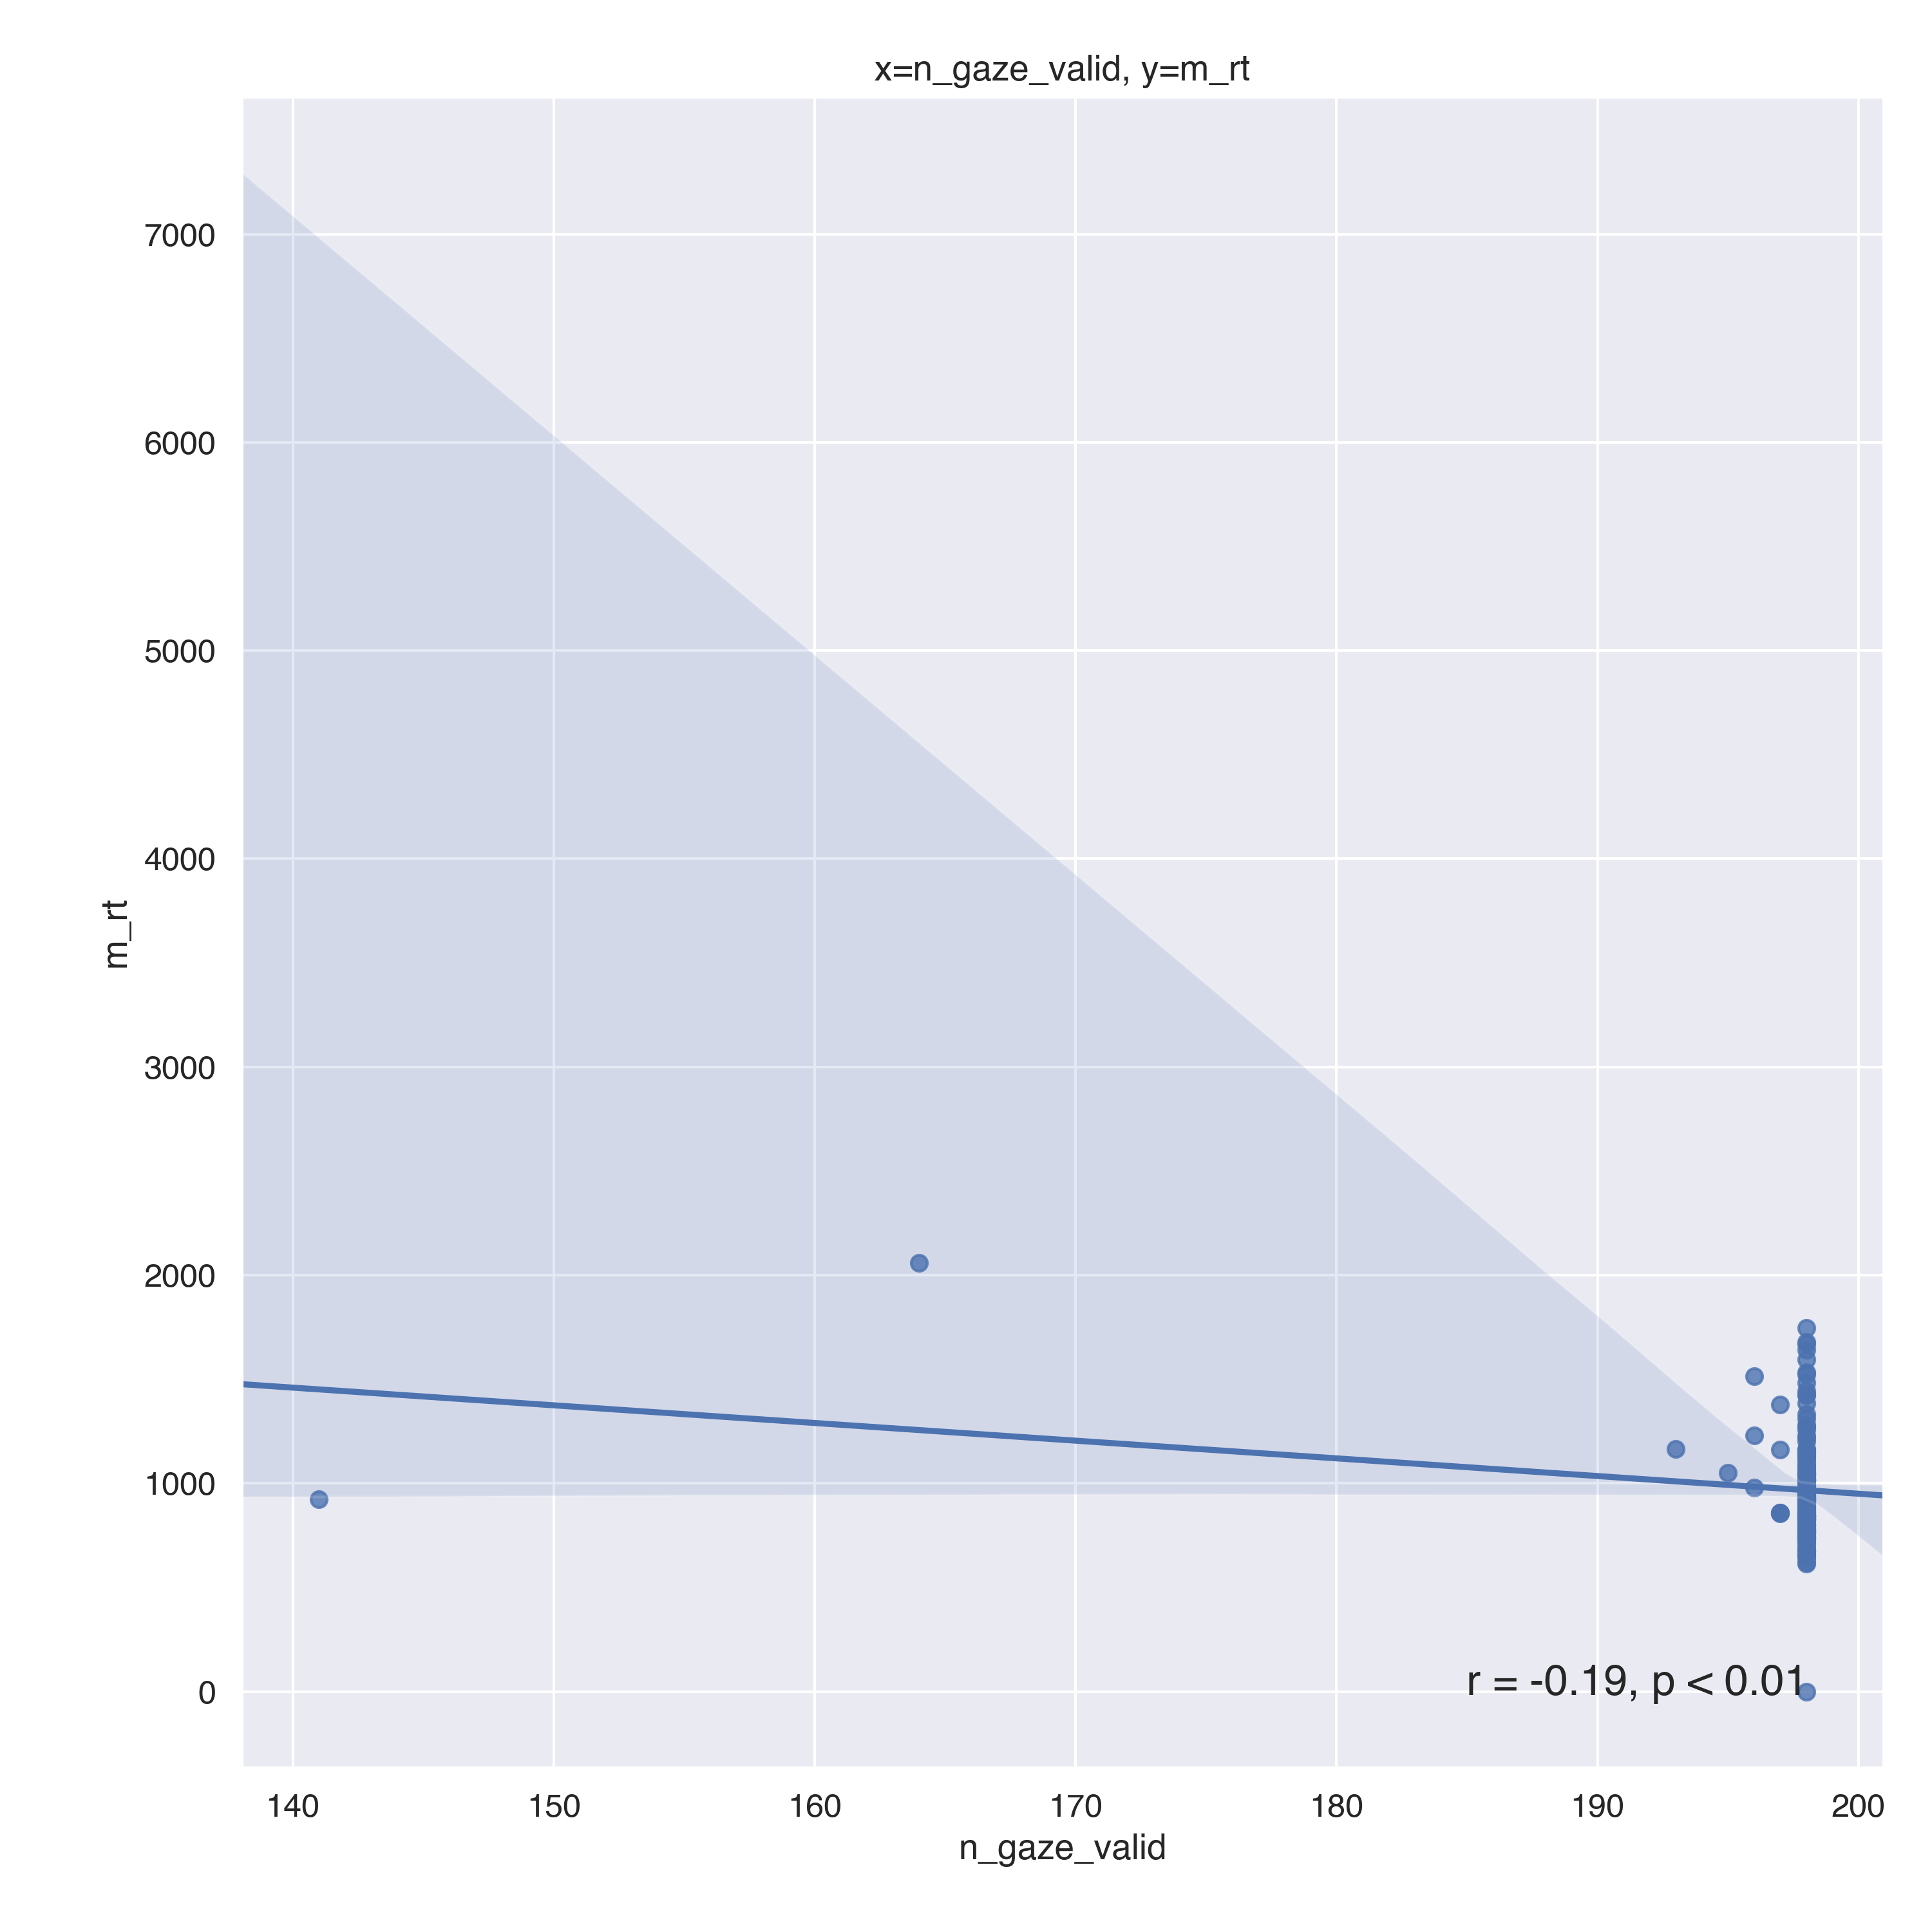 x=n_gaze_valid, y=m_rt
7000
6000
5000
4000
3000
2000
1000
0
m_rt
r = -0.19, p < 0.01
140 150 160 170 180 190 200
n_gaze_valid